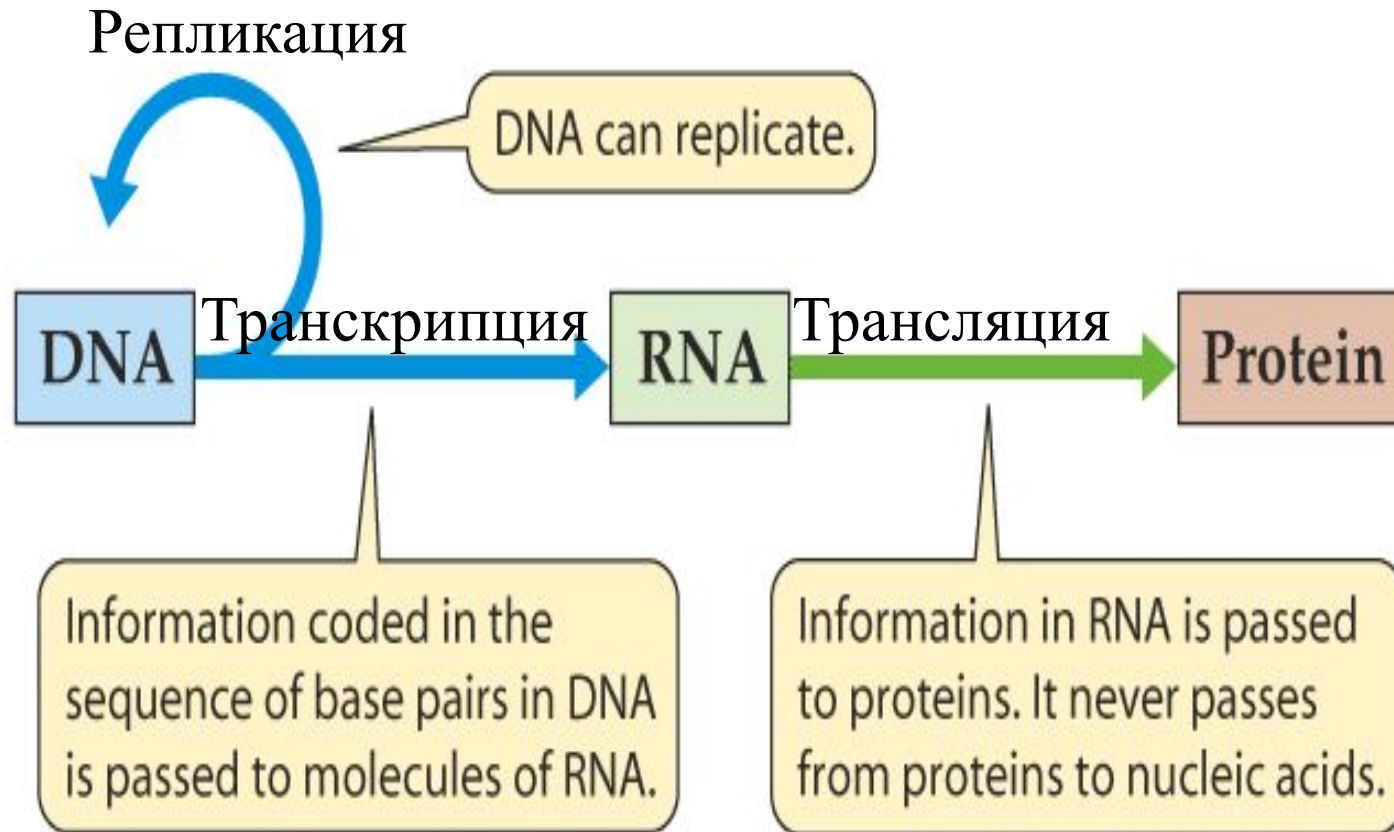 Репликация
DNA can replicate.
DNA
Транскрипция
RNA
Трансляция
Protein
Information coded in the
sequence of base pairs in DNA
is passed to molecules of RNA.
Information in RNA is passed
to proteins. It never passes
from proteins to nucleic acids.